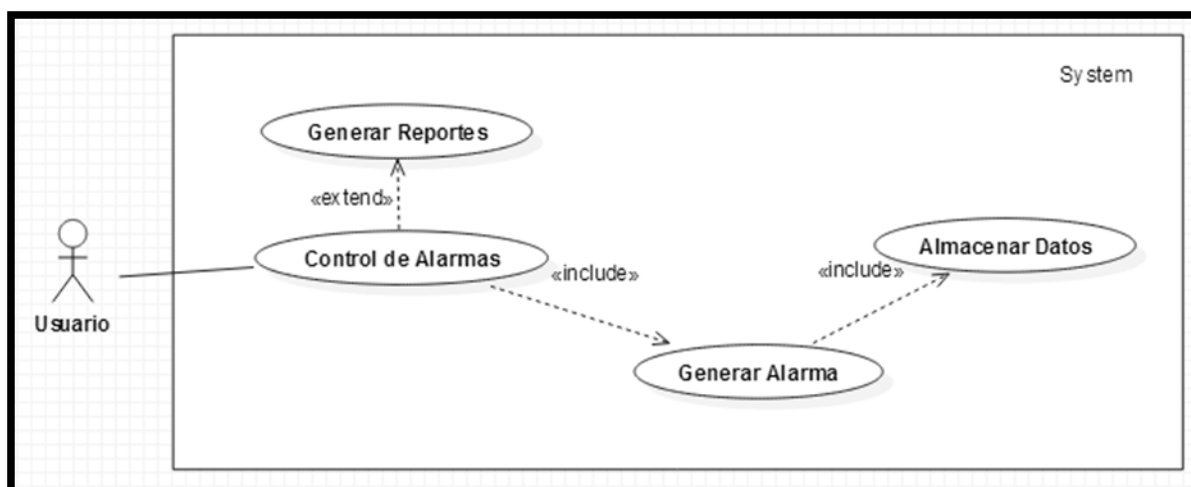 System
Generar Reportes
«extend»
Control de Alarmas
«include»
Almacenar Datos
«include»
Usuario
Generar Alarma